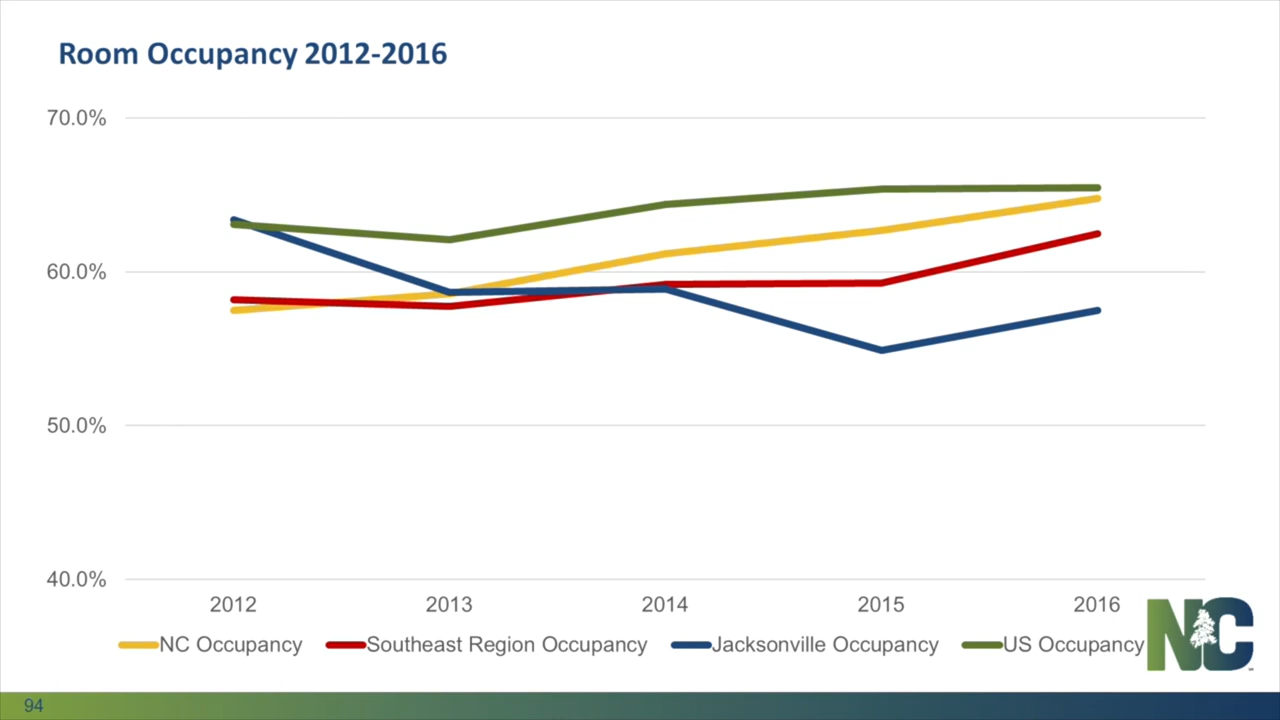 Room Occupancy 2012-2016
70.0%
60.0%
50.0%
40.0%
2012 2013 2014 2015 2016
NC Occupancy Southeast Region Occupancy Jacksonville Occupancy US Occupancy
NC
94